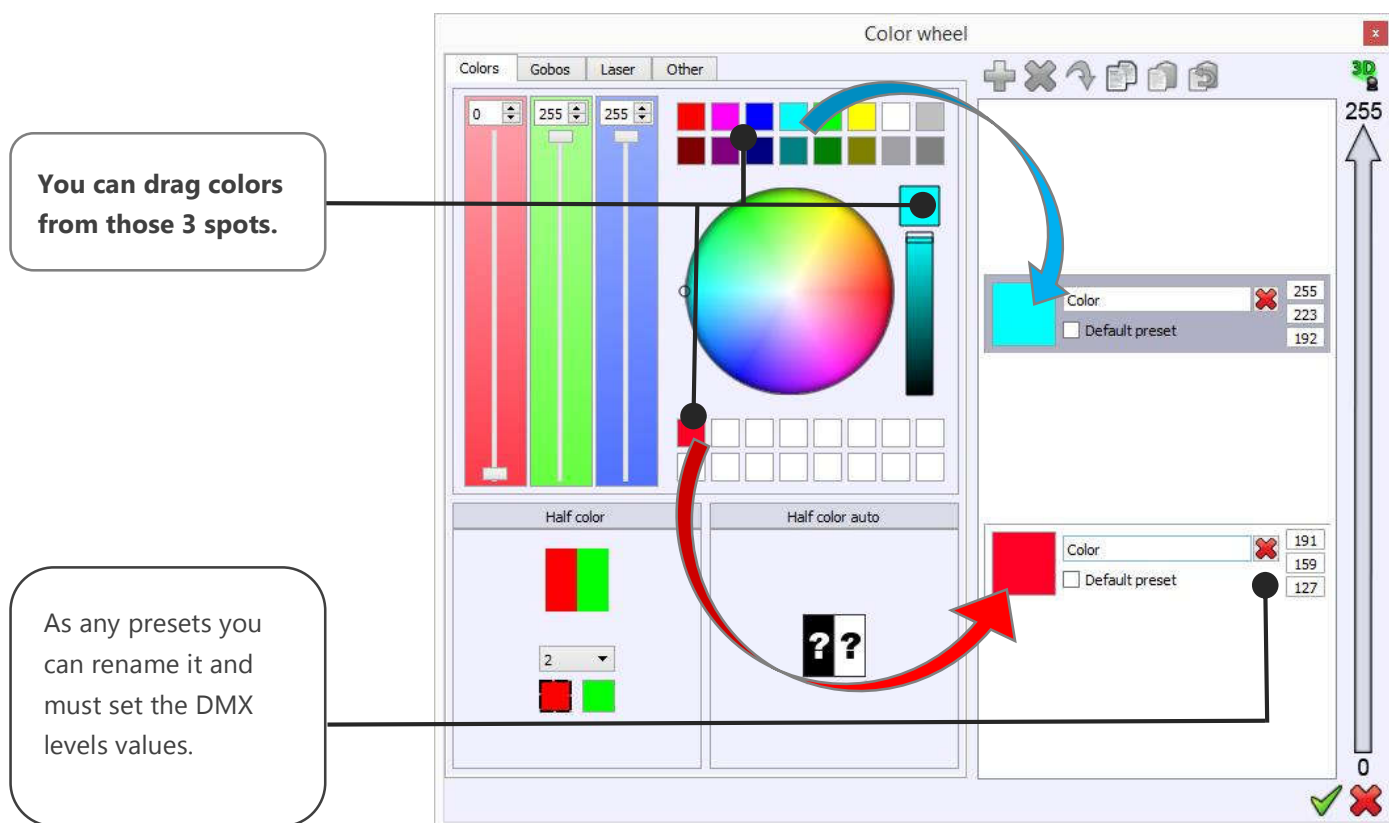 Color wheel
x
Colors Gobos Laser Other
3D
0 255 255
255
You can drag colors
from those 3 spots.
Color
Default preset
255
223
192
Half color
Half color auto
2
? ?
Color
Default preset
191
159
127
As any presets you
can rename it and
must set the DMX
levels values.
0